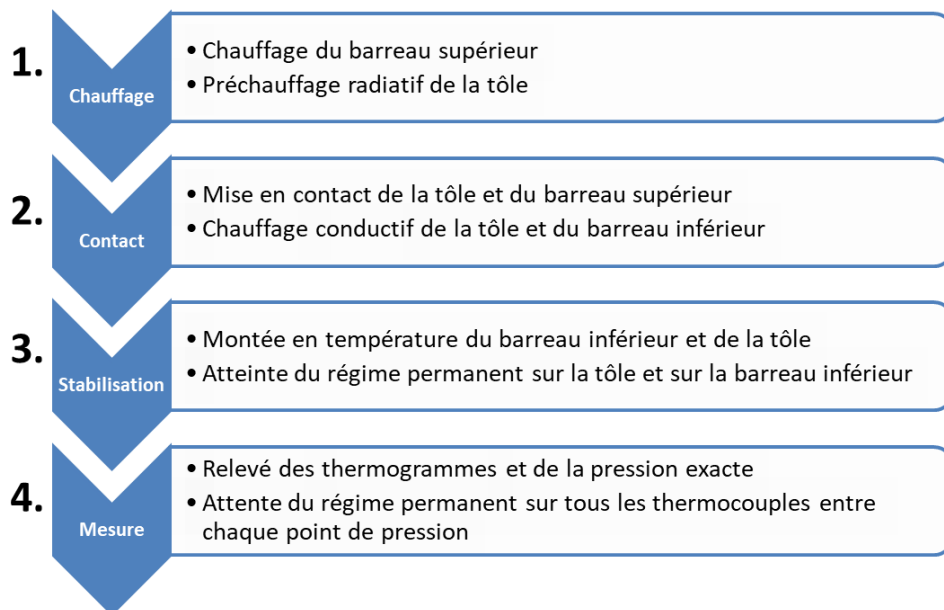 1.
Chauffage
• Chauffage du barreau supérieur
• Préchauffage radiatif de la tôle
2.
Contact
• Mise en contact de la tôle et du barreau supérieur
• Chauffage conductif de la tôle et du barreau inférieur
3.
Stabilisation
• Montée en température du barreau inférieur et de la tôle
• Atteinte du régime permanent sur la tôle et sur la barreau inférieur
4.
Mesure
• Relevé des thermogrammes et de la pression exacte
• Attente du régime permanent sur tous les thermocouples entre
chaque point de pression